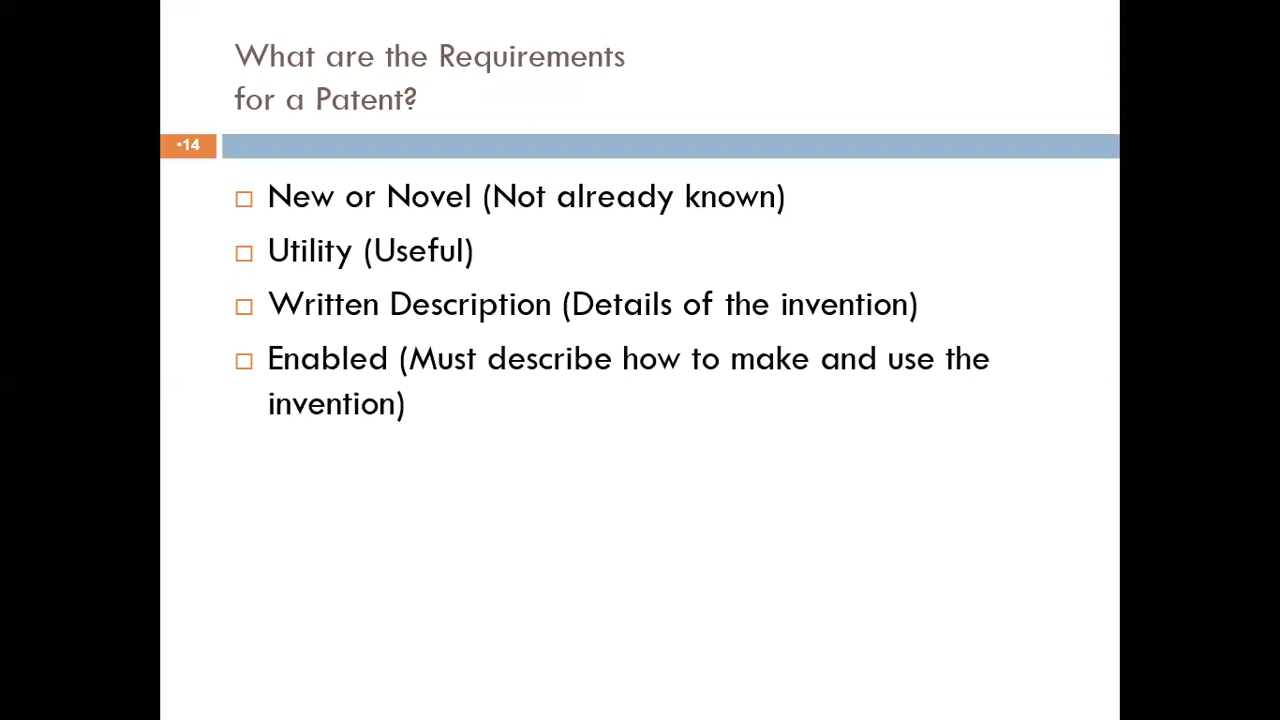 What are the Requirements
for a Patent?
•14
New or Novel (Not already known)
Utility (Useful)
Written Description (Details of the invention)
Enabled (Must describe how to make and use the
invention)